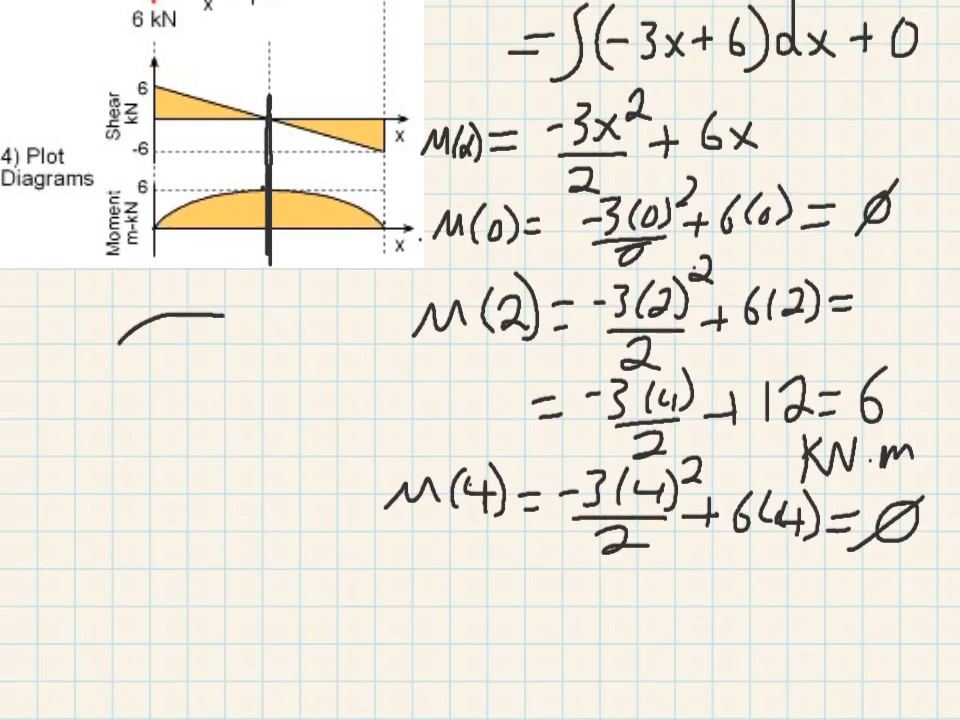 x
6 kN
6
Shear
kN
-6
x
4) Plot
Diagrams
6
Moment
m-kN
x
= ∫(-3x+6)dx + 0
M(x) = -3x²/2 + 6x
M(0) = -3(0)²/0 + 6(0) = ∅
M(2) = -3(2)²/2 + 6(2) =
= -3(4)/2 + 12 = 6
KN·m
M(4) = -3(4)²/2 + 6(4) = ∅